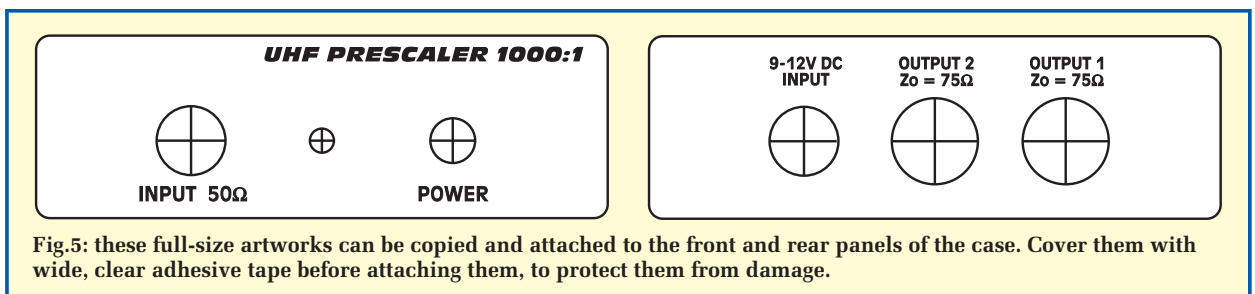 UHF PRESCALER 1000:1
INPUT 50Ω
POWER
9-12V DC
INPUT
OUTPUT 2
Zo = 75Ω
OUTPUT 1
Zo = 75Ω
Fig.5: these full-size artworks can be copied and attached to the front and rear panels of the case. Cover them with
wide, clear adhesive tape before attaching them, to protect them from damage.